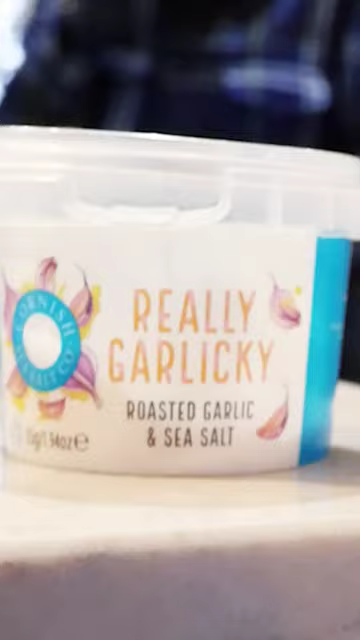 CORNISH
SEA SALT CO.
REALLY
GARLICKY
ROASTED GARLIC
& SEA SALT